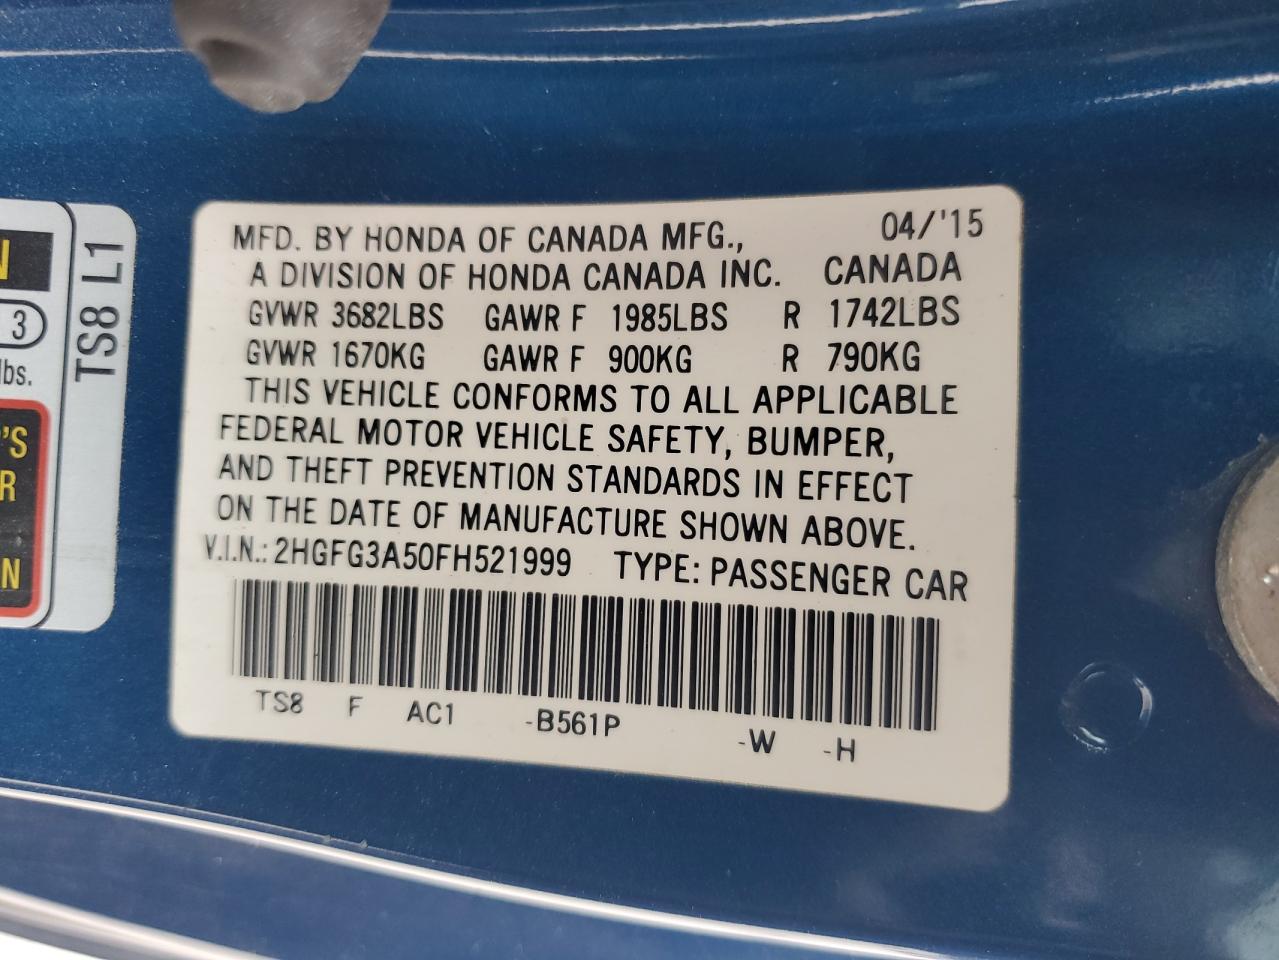 MFD. BY HONDA OF CANADA MFG., 04/'15
A DIVISION OF HONDA CANADA INC. CANADA
GVWR 3682LBS GAWR F 1985LBS R 1742LBS
GVWR 1670KG GAWR F 900KG R 790KG
THIS VEHICLE CONFORMS TO ALL APPLICABLE
FEDERAL MOTOR VEHICLE SAFETY, BUMPER,
AND THEFT PREVENTION STANDARDS IN EFFECT
ON THE DATE OF MANUFACTURE SHOWN ABOVE.
V.I.N.: 2HGFG3A50FH521999 TYPE: PASSENGER CAR
TS8 F AC1 -B561P -W -H
TS8 L1
3
lbs.
'S
R
N